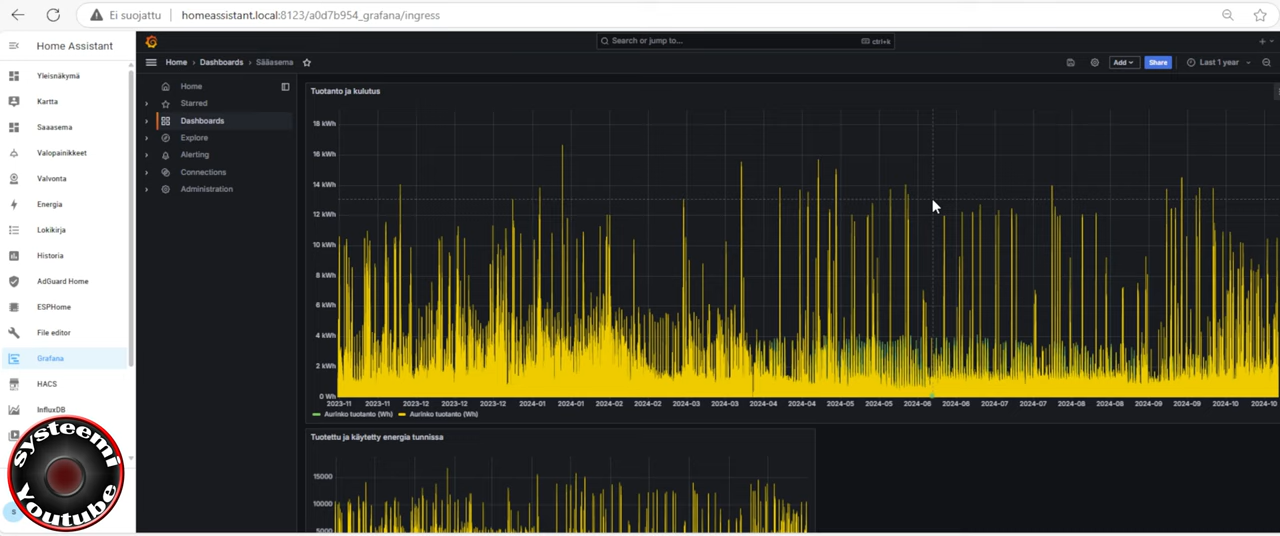 Ei suojattu
homeassistant.local:8123/a0d7b954_grafana/ingress
Home Assistant
Yleisnäkymä
Kartta
Saaasema
Valopainikkeet
Valvonta
Energia
Lokikirja
Historia
AdGuard Home
ESPHome
File editor
Grafana
HACS
InfluxDB
S
systeemi
Youtube
Search or jump to...
ctrl+k
Home › Dashboards › Sääasema
Add
Share
Last 1 year
Home
Starred
Dashboards
Explore
Alerting
Connections
Administration
Tuotanto ja kulutus
18 kWh
16 kWh
14 kWh
12 kWh
10 kWh
8 kWh
6 kWh
4 kWh
2 kWh
0 Wh
2023-11 2023-11 2023-12 2023-12 2023-12 2024-01 2024-01 2024-02 2024-02 2024-03 2024-03 2024-04 2024-04 2024-05 2024-05 2024-06 2024-06 2024-07 2024-07 2024-08 2024-08 2024-09 2024-09 2024-10 2024-10
Aurinko tuotanto (Wh) Aurinko tuotanto (Wh)
Tuotettu ja käytetty energia tunnissa
15000
10000
5000